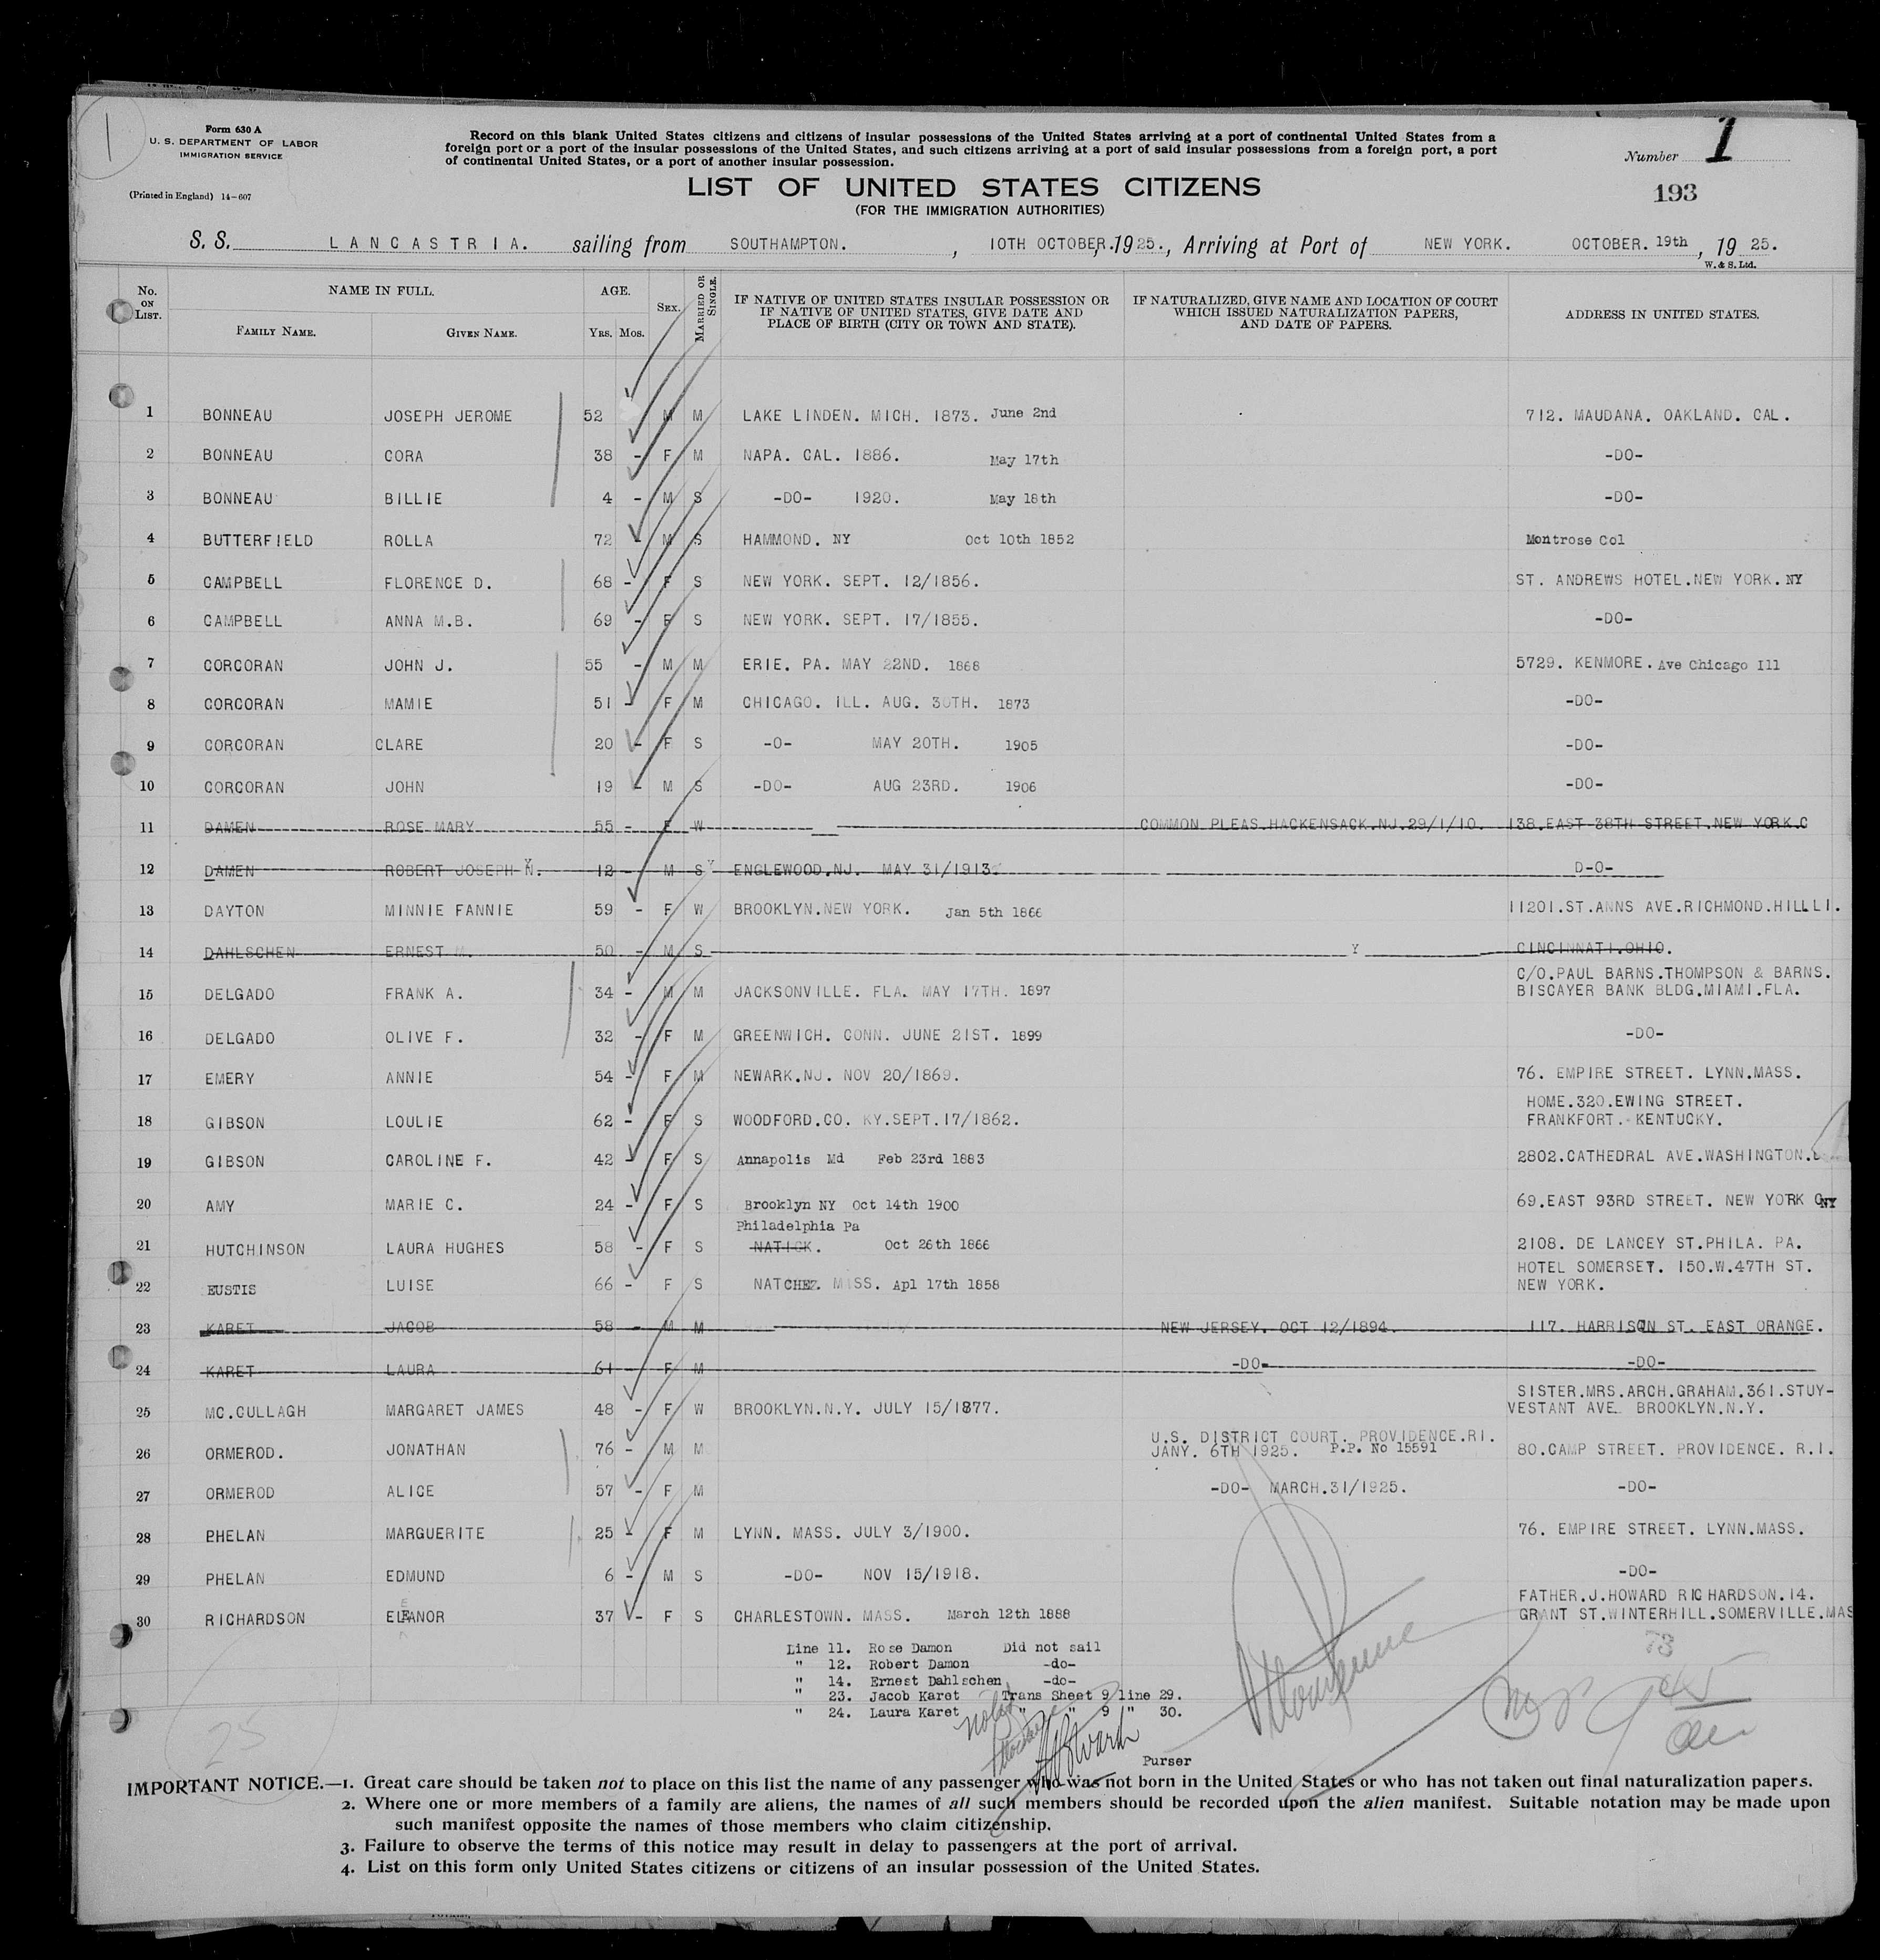 1
Form 630 A
U. S. DEPARTMENT OF LABOR
IMMIGRATION SERVICE
(Printed in England) 14-607
Record on this blank United States citizens and citizens of insular possessions of the United States arriving at a port of continental United States from a
foreign port or a port of the insular possessions of the United States, and such citizens arriving at a port of said insular possessions from a foreign port, a port
of continental United States, or a port of another insular possession.
Number 1
193
LIST OF UNITED STATES CITIZENS
(FOR THE IMMIGRATION AUTHORITIES)
S. S. LANCASTRIA. sailing from SOUTHAMPTON. , 10TH OCTOBER. , 1925. , Arriving at Port of NEW YORK. OCTOBER. 19th , 19 25.
W. & S. Ltd.
No. ON LIST. NAME IN FULL. AGE. SEX. MARRIED OR SINGLE. IF NATIVE OF UNITED STATES INSULAR POSSESSION OR IF NATIVE OF UNITED STATES, GIVE DATE AND PLACE OF BIRTH (CITY OR TOWN AND STATE). IF NATURALIZED, GIVE NAME AND LOCATION OF COURT WHICH ISSUED NATURALIZATION PAPERS, AND DATE OF PAPERS. ADDRESS IN UNITED STATES.
FAMILY NAME. GIVEN NAME. YRS. MOS.
1 BONNEAU JOSEPH JEROME 52 M M LAKE LINDEN. MICH. 1873. June 2nd 712. MAUDANA. OAKLAND. CAL.
2 BONNEAU CORA 38 - F M NAPA. CAL. 1886. May 17th -DO-
3 BONNEAU BILLIE 4 - M S -DO- 1920. May 18th -DO-
4 BUTTERFIELD ROLLA 72 - M S HAMMOND. NY Oct 10th 1852 Montrose Col
5 CAMPBELL FLORENCE D. 68 - F S NEW YORK. SEPT. 12/1856. ST. ANDREWS HOTEL.NEW YORK. NY
6 CAMPBELL ANNA M.B. 69 - F S NEW YORK. SEPT. 17/1855. -DO-
7 CORCORAN JOHN J. 55 - M M ERIE. PA. MAY 22ND. 1868 5729. KENMORE. Ave Chicago Ill
8 CORCORAN MAMIE 51 - F M CHICAGO. ILL. AUG. 30TH. 1873 -DO-
9 CORCORAN CLARE 20 - F S -O- MAY 20TH. 1905 -DO-
10 CORCORAN JOHN 19 - M S -DO- AUG 23RD. 1906 -DO-
11 DAMEN ROSE MARY 55 - F W COMMON PLEAS.HACKENSACK.NJ.29/1/10. 138.EAST 38TH STREET.NEW YORK.C
12 DAMEN ROBERT JOSEPH N. 12 - M S ENGLEWOOD.NJ. MAY 31/1913. D-O-
13 DAYTON MINNIE FANNIE 59 - F W BROOKLYN.NEW YORK. Jan 5th 1866 11201.ST.ANNS AVE.RICHMOND.HILLLI.
14 DAHLSCHEN ERNEST M. 50 - M S Y CINCINNATI.OHIO.
C/O.PAUL BARNS.THOMPSON & BARNS.
15 DELGADO FRANK A. 34 - M M JACKSONVILLE. FLA. MAY 17TH. 1897 BISCAYER BANK BLDG.MIAMI.FLA.
16 DELGADO OLIVE F. 32 - F M GREENWICH. CONN. JUNE 21ST. 1899 -DO-
17 EMERY ANNIE 54 - F M NEWARK.NJ. NOV 20/1869. 76. EMPIRE STREET. LYNN.MASS.
HOME.320.EWING STREET.
18 GIBSON LOULIE 62 - F S WOODFORD.CO. KY.SEPT.17/1862. FRANKFORT. KENTUCKY.
19 GIBSON CAROLINE F. 42 - F S Annapolis Md Feb 23rd 1883 2802.CATHEDRAL AVE.WASHINGTON.
20 AMY MARIE C. 24 - F S Brooklyn NY Oct 14th 1900 69.EAST 93RD STREET. NEW YORK C NY
Philadelphia Pa
21 HUTCHINSON LAURA HUGHES 58 - F S NATICK. Oct 26th 1866 2108. DE LANCEY ST.PHILA. PA.
HOTEL SOMERSET. 150.W.47TH ST.
22 EUSTIS LUISE 66 - F S NATCHEZ. MISS. Apl 17th 1858 NEW YORK.
23 KARET JACOB 58 - M M NEW JERSEY. OCT 12/1894. 117. HARRISON ST. EAST ORANGE.
24 KARET LAURA 61 - F M -DO- -DO-
SISTER.MRS.ARCH.GRAHAM.361.STUY-
25 MC.CULLAGH MARGARET JAMES 48 - F W BROOKLYN.N.Y. JULY 15/1877. VESTANT AVE. BROOKLYN.N.Y.
U.S. DISTRICT COURT. PROVIDENCE.RI.
26 ORMEROD. JONATHAN 76 - M M JANY. 6TH 1925. P.P. No 15591 80.CAMP STREET. PROVIDENCE. R.I.
27 ORMEROD ALICE 57 - F M -DO- MARCH.31/1925. -DO-
28 PHELAN MARGUERITE 25 - F M LYNN. MASS. JULY 3/1900. 76. EMPIRE STREET. LYNN.MASS.
29 PHELAN EDMUND 6 - M S -DO- NOV 15/1918. -DO-
FATHER.J.HOWARD RICHARDSON.14.
30 RICHARDSON ELEANOR 37 - F S CHARLESTOWN. MASS. March 12th 1888 GRANT ST.WINTERHILL.SOMERVILLE.MAS
Line 11. Rose Damon Did not sail
" 12. Robert Damon -do-
" 14. Ernest Dahlschen -do-
" 23. Jacob Karet Trans Sheet 9 line 29.
" 24. Laura Karet " " 9 " 30.
25
Purser
IMPORTANT NOTICE.—1. Great care should be taken not to place on this list the name of any passenger who was not born in the United States or who has not taken out final naturalization papers.
2. Where one or more members of a family are aliens, the names of all such members should be recorded upon the alien manifest. Suitable notation may be made upon
such manifest opposite the names of those members who claim citizenship.
3. Failure to observe the terms of this notice may result in delay to passengers at the port of arrival.
4. List on this form only United States citizens or citizens of an insular possession of the United States.